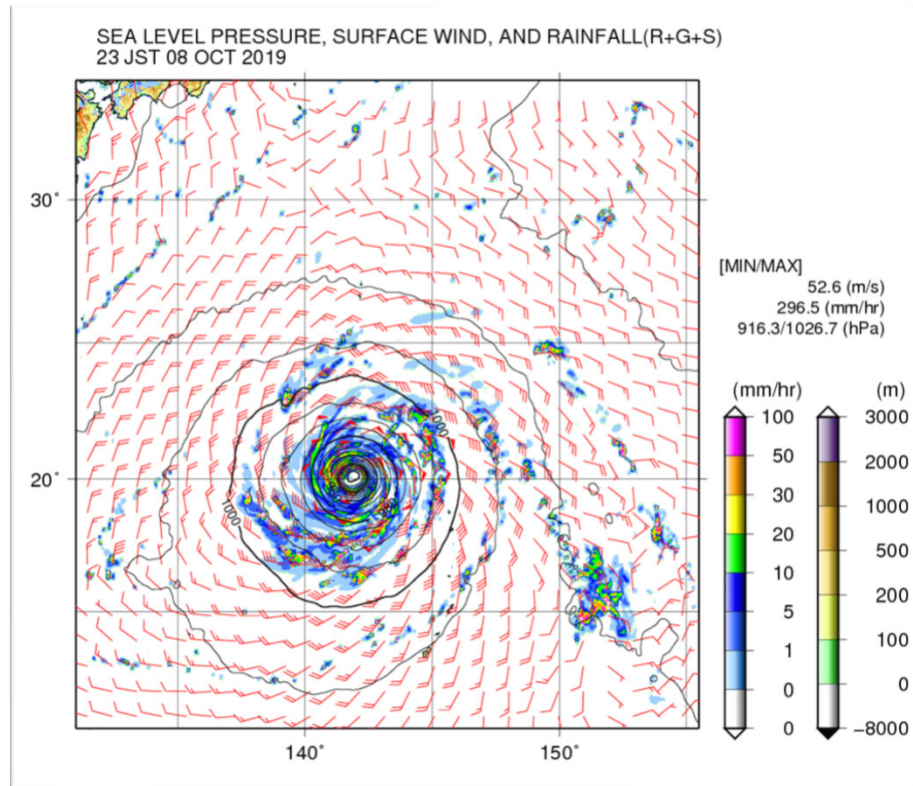 SEA LEVEL PRESSURE, SURFACE WIND, AND RAINFALL(R+G+S)
23 JST 08 OCT 2019
30°
20°
140°
150°
1000
1000
[MIN/MAX]
52.6 (m/s)
296.5 (mm/hr)
916.3/1026.7 (hPa)
(mm/hr)
100
50
30
20
10
5
1
0
0
(m)
3000
2000
1000
500
200
100
0
−8000